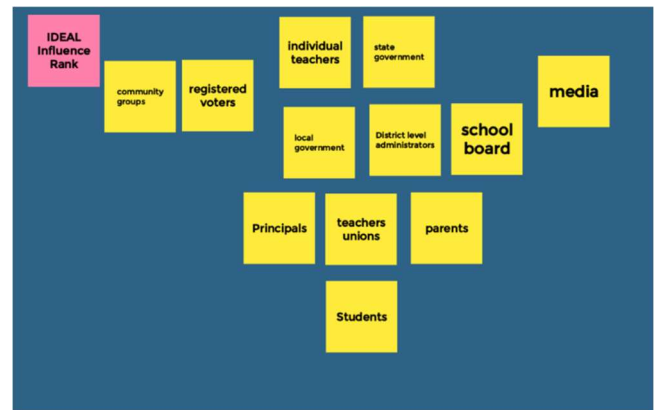 IDEAL
Influence
Rank
community
groups
registered
voters
individual
teachers
state
government
media
local
government
District level
administrators
school
board
Principals
teachers
unions
parents
Students